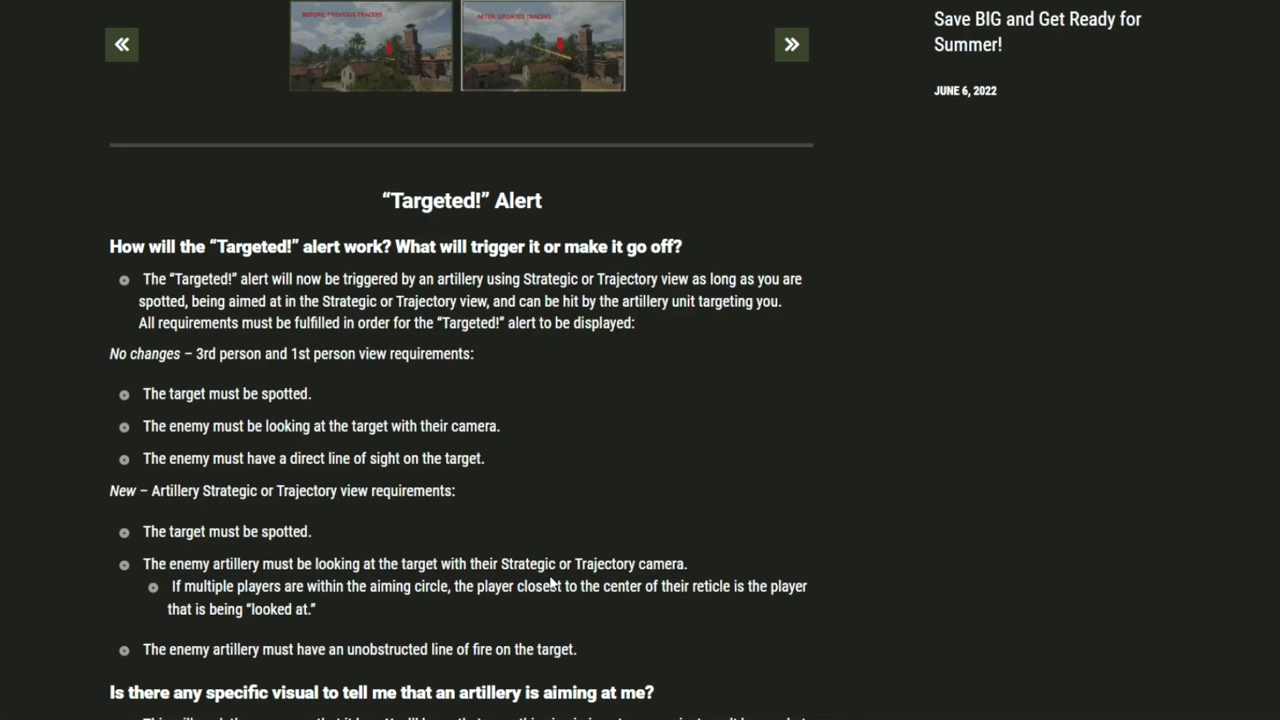 BEFORE: PREVIOUS TRACERS
AFTER: UPDATED TRACERS
Save BIG and Get Ready for
Summer!
JUNE 6, 2022
“Targeted!” Alert
How will the “Targeted!” alert work? What will trigger it or make it go off?
The “Targeted!” alert will now be triggered by an artillery using Strategic or Trajectory view as long as you are
spotted, being aimed at in the Strategic or Trajectory view, and can be hit by the artillery unit targeting you.
All requirements must be fulfilled in order for the “Targeted!” alert to be displayed:
No changes – 3rd person and 1st person view requirements:
The target must be spotted.
The enemy must be looking at the target with their camera.
The enemy must have a direct line of sight on the target.
New – Artillery Strategic or Trajectory view requirements:
The target must be spotted.
The enemy artillery must be looking at the target with their Strategic or Trajectory camera.
If multiple players are within the aiming circle, the player closest to the center of their reticle is the player
that is being “looked at.”
The enemy artillery must have an unobstructed line of fire on the target.
Is there any specific visual to tell me that an artillery is aiming at me?